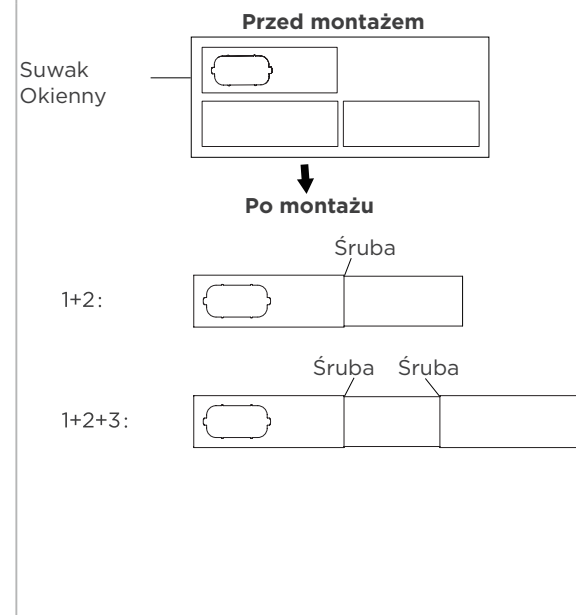 Przed montażem
Suwak
Okienny
Po montażu
Śruba
1+2:
Śruba Śruba
1+2+3: